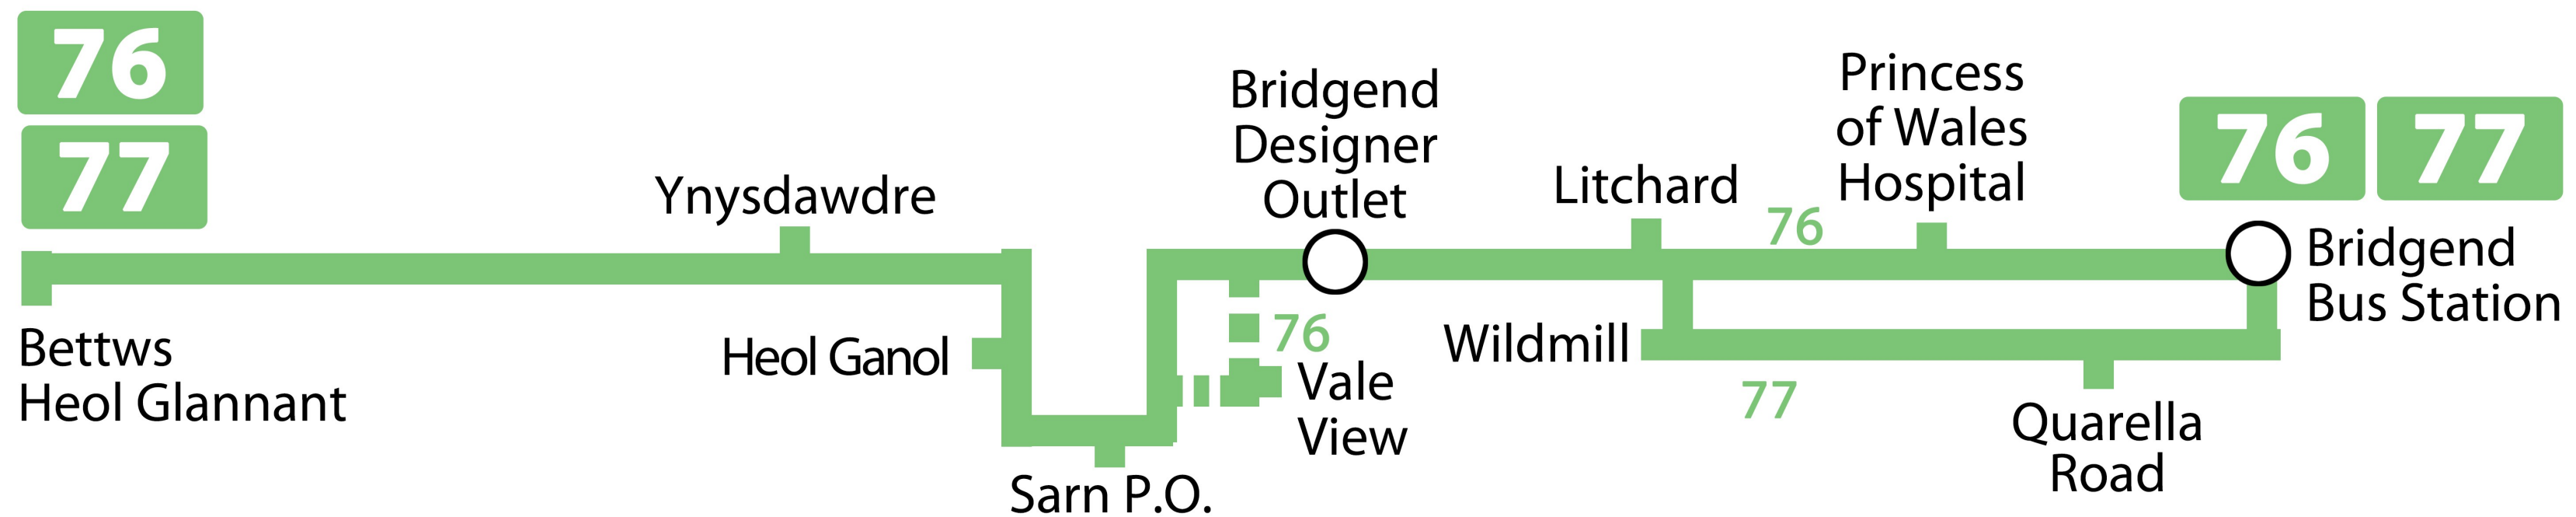 76
77
Bettws
Heol Glannant
Ynysdawdre
Heol Ganol
Sarn P.O.
Bridgend
Designer
Outlet
76
Vale
View
Litchard
76
Princess
of Wales
Hospital
Wildmill
77
Quarella
Road
76 77
Bridgend
Bus Station